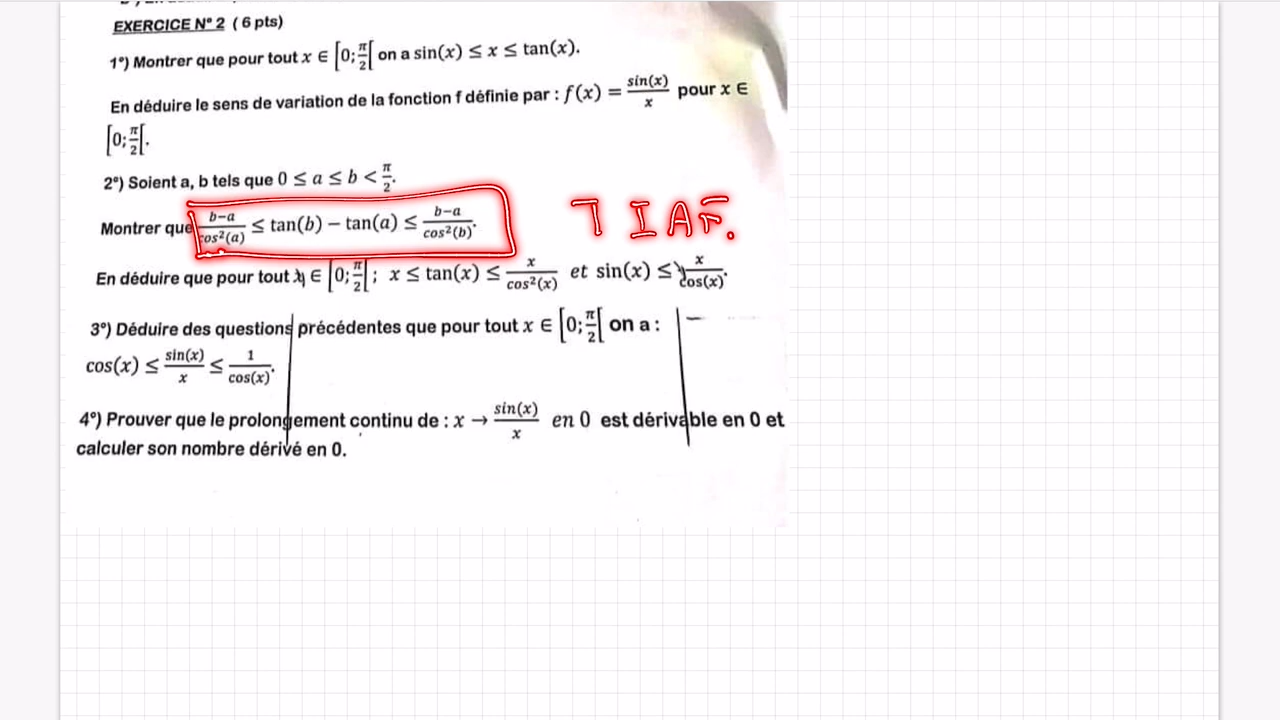 EXERCICE N° 2 ( 6 pts)
1°) Montrer que pour tout x ∈ [0; π/2[ on a sin(x) ≤ x ≤ tan(x).
En déduire le sens de variation de la fonction f définie par : f(x) = sin(x)/x pour x ∈
[0; π/2[.
2°) Soient a, b tels que 0 ≤ a ≤ b < π/2.
Montrer que (b−a)/cos²(a) ≤ tan(b) − tan(a) ≤ (b−a)/cos²(b).
T IAF.
En déduire que pour tout x ∈ [0; π/2[ ; x ≤ tan(x) ≤ x/cos²(x) et sin(x) ≤ x/cos(x).
3°) Déduire des questions précédentes que pour tout x ∈ [0; π/2[ on a :
cos(x) ≤ sin(x)/x ≤ 1/cos(x).
4°) Prouver que le prolongement continu de : x → sin(x)/x en 0 est dérivable en 0 et
calculer son nombre dérivé en 0.